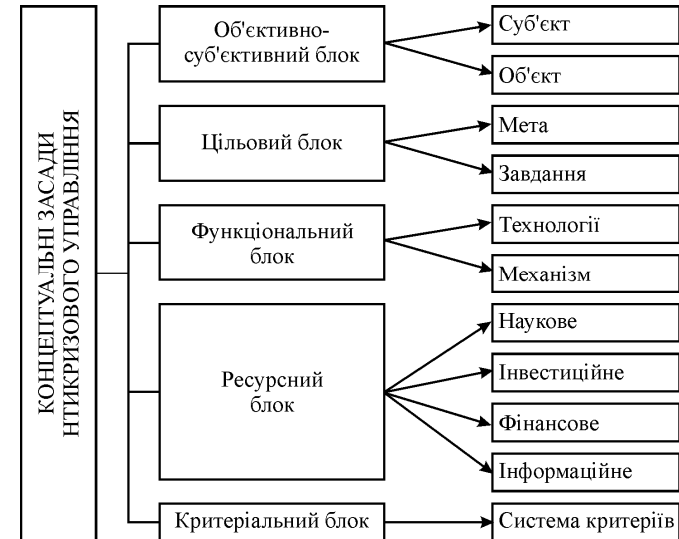 КОНЦЕПТУАЛЬНІ ЗАСАДИ
НТИКРИЗОВОГО УПРАВЛІННЯ
Об'єктивно-
суб'єктивний блок
Суб'єкт
Об'єкт
Цільовий блок
Мета
Завдання
Функціональний
блок
Технології
Механізм
Ресурсний
блок
Наукове
Інвестиційне
Фінансове
Інформаційне
Критеріальний блок
Система критеріїв